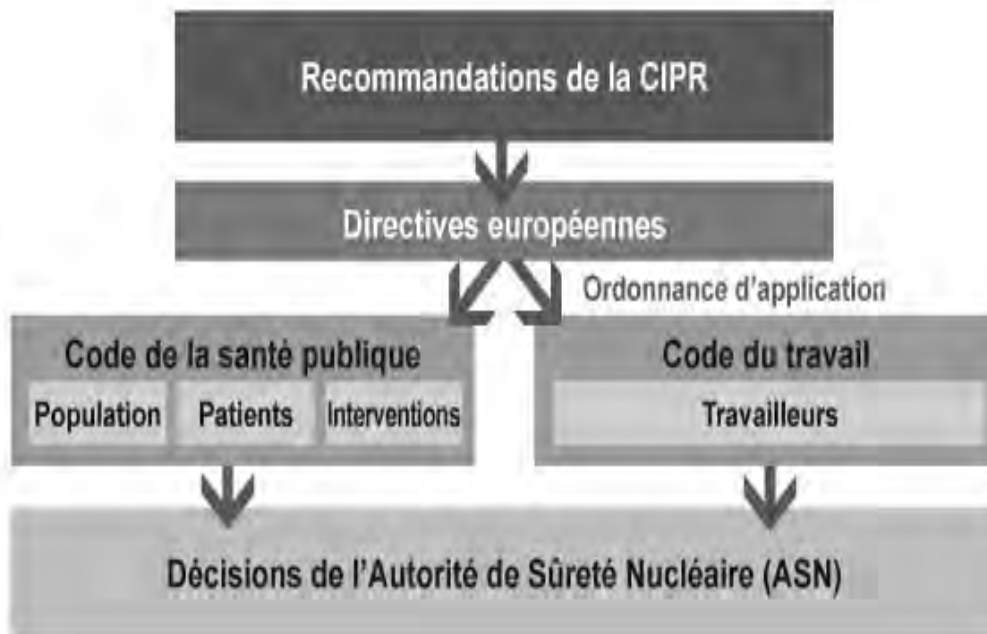 Recommandations de la CIPR
Directives européennes
Ordonnance d'application
Code de la santé publique
Population Patients Interventions
Code du travail
Travailleurs
Décisions de l'Autorité de Sûreté Nucléaire (ASN)